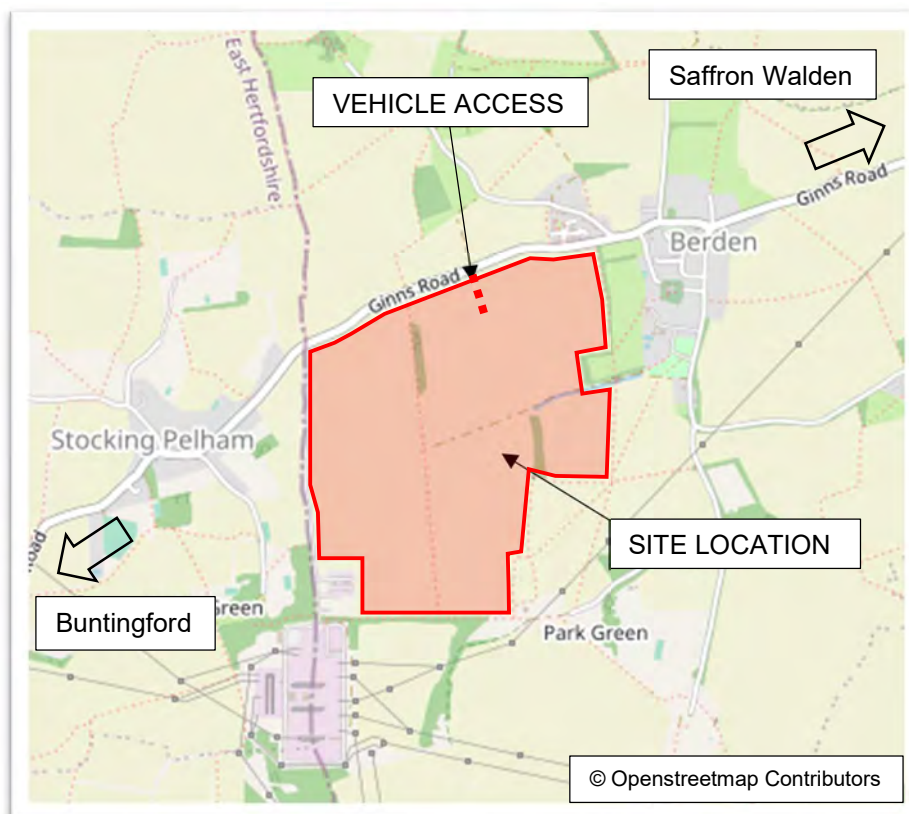 Saffron Walden
VEHICLE ACCESS
East Hertfordshire
Ginns Road
Berden
Ginns Road
Stocking Pelham
SITE LOCATION
Buntingford
Park Green
© Openstreetmap Contributors